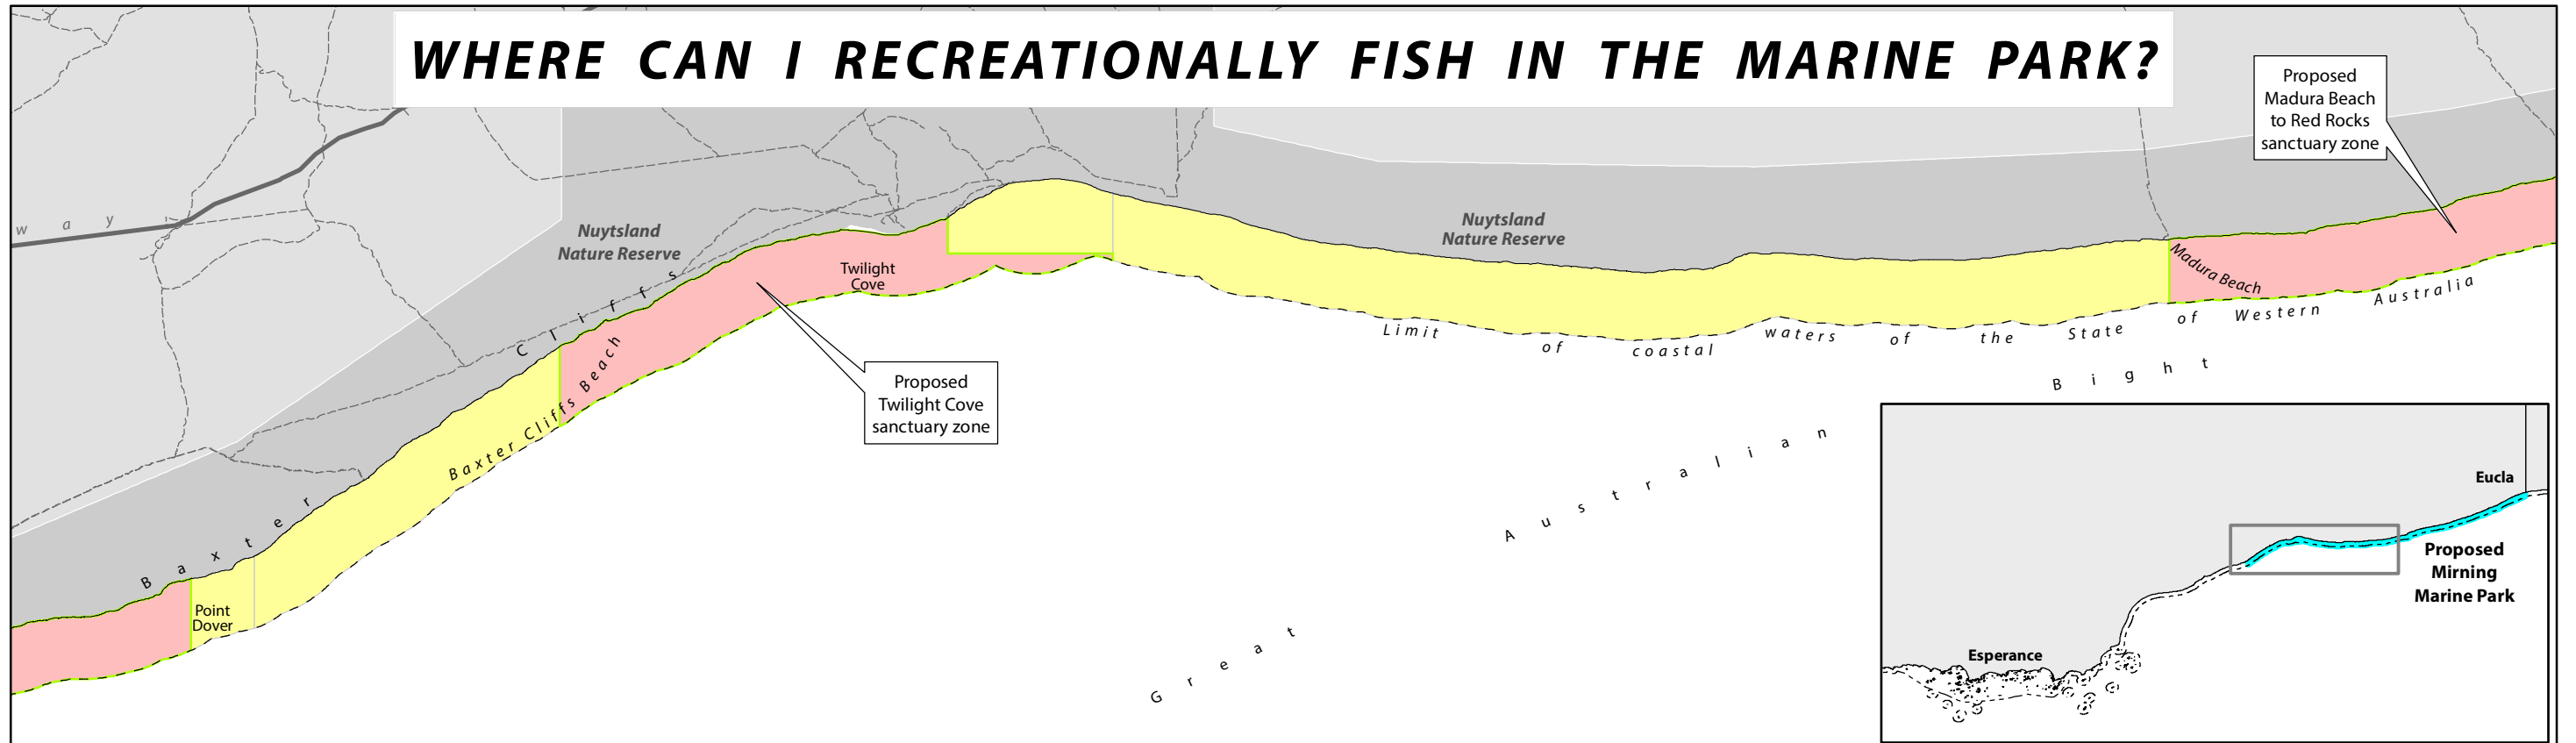 WHERE CAN I RECREATIONALLY FISH IN THE MARINE PARK?
Proposed
Madura Beach
to Red Rocks
sanctuary zone
way
Nuytsland
Nature Reserve
Nuytsland
Nature Reserve
Twilight
Cove
Madura Beach
Baxter Cliffs
Baxter Cliffs Beach
Limit of coastal waters of the State of Western Australia
Proposed
Twilight Cove
sanctuary zone
Great Australian Bight
Point
Dover
Eucla
Proposed
Mirning
Marine Park
Esperance